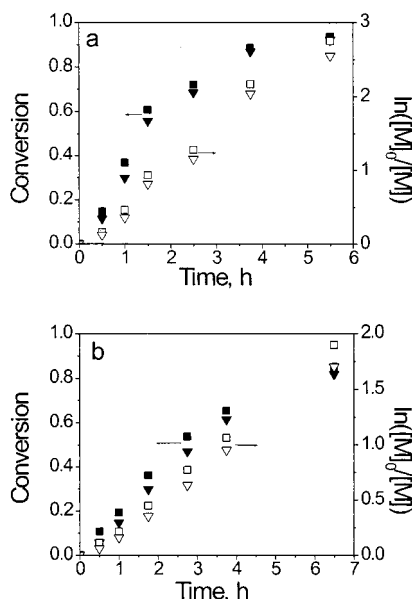 a
1.0
0.8
0.6
0.4
0.2
0.0
Conversion
3
2
1
0
ln([M]₀/[M])
0 1 2 3 4 5 6
Time, h
b
1.0
0.8
0.6
0.4
0.2
0.0
Conversion
2.0
1.5
1.0
0.5
0.0
ln([M]₀/[M])
0 1 2 3 4 5 6 7
Time, h